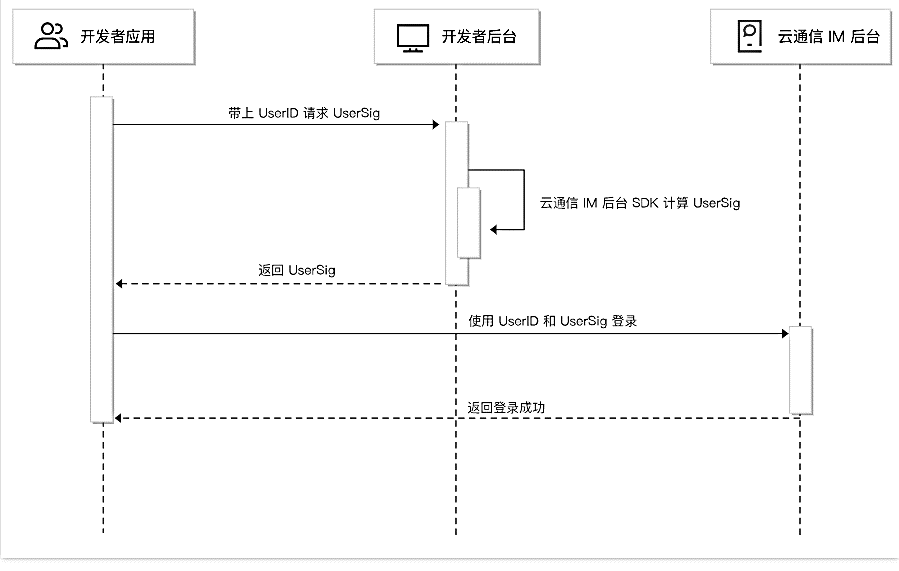 开发者应用
开发者后台
云通信 IM 后台
带上 UserID 请求 UserSig
云通信 IM 后台 SDK 计算 UserSig
返回 UserSig
使用 UserID 和 UserSig 登录
返回登录成功